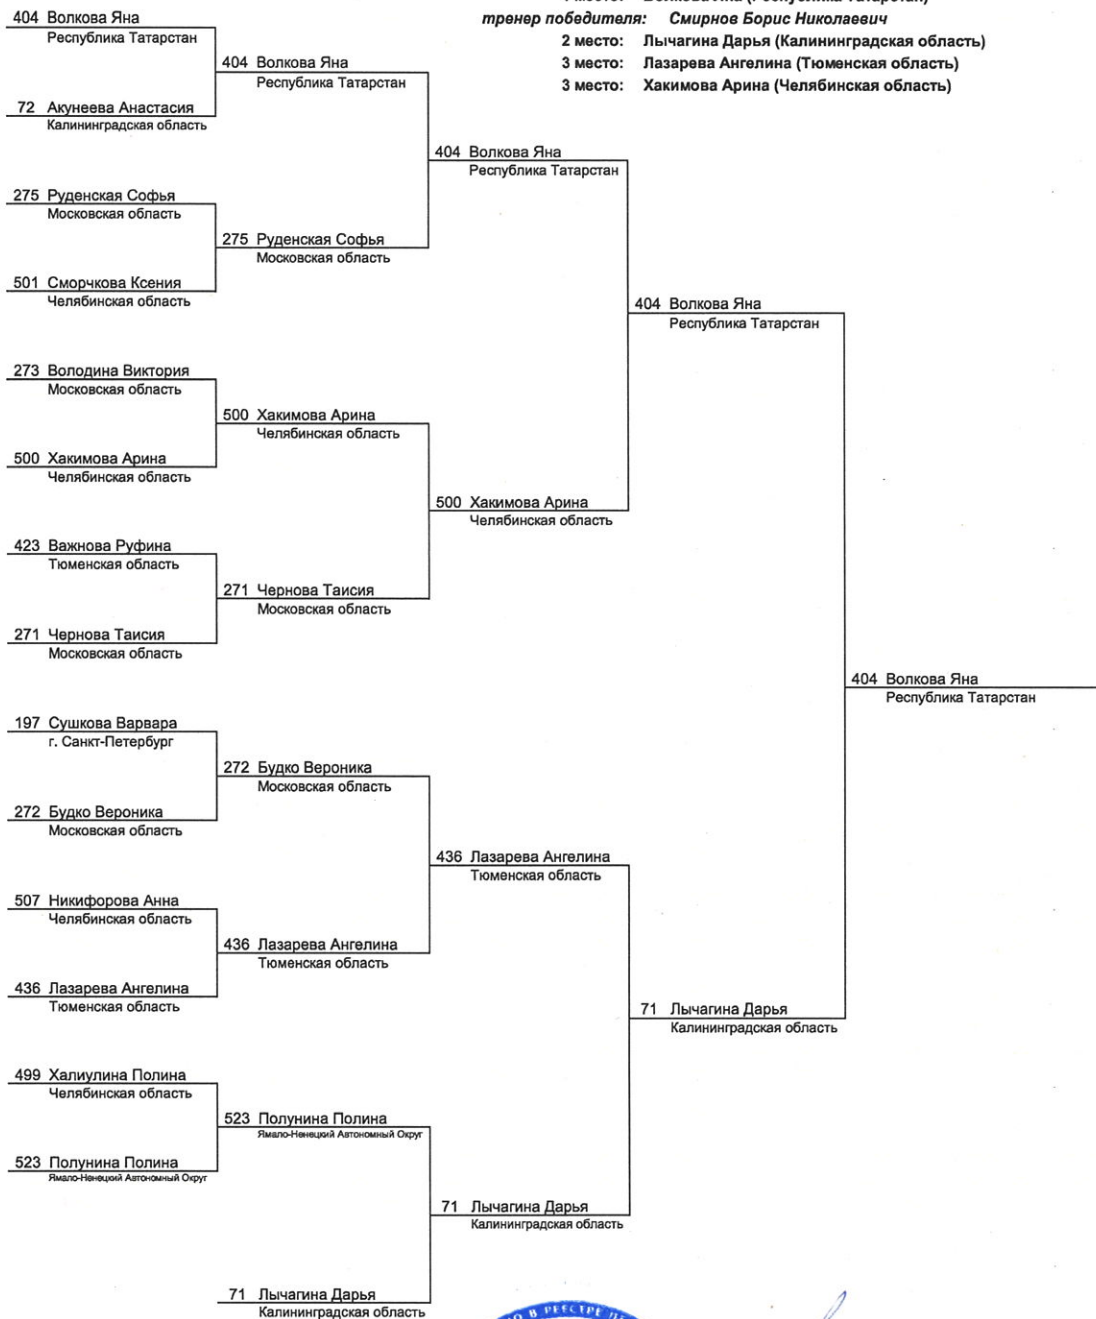 тренер победителя: Смирнов Борис Николаевич
2 место: Лычагина Дарья (Калининградская область)
3 место: Лазарева Ангелина (Тюменская область)
3 место: Хакимова Арина (Челябинская область)
404 Волкова Яна
Республика Татарстан
72 Акунеева Анастасия
Калининградская область
275 Руденская Софья
Московская область
501 Сморчкова Ксения
Челябинская область
273 Володина Виктория
Московская область
500 Хакимова Арина
Челябинская область
423 Важнова Руфина
Тюменская область
271 Чернова Таисия
Московская область
197 Сушкова Варвара
г. Санкт-Петербург
272 Будко Вероника
Московская область
507 Никифорова Анна
Челябинская область
436 Лазарева Ангелина
Тюменская область
499 Халиулина Полина
Челябинская область
523 Полунина Полина
Ямало-Ненецкий Автономный Округ
404 Волкова Яна
Республика Татарстан
275 Руденская Софья
Московская область
500 Хакимова Арина
Челябинская область
271 Чернова Таисия
Московская область
272 Будко Вероника
Московская область
436 Лазарева Ангелина
Тюменская область
523 Полунина Полина
Ямало-Ненецкий Автономный Округ
71 Лычагина Дарья
Калининградская область
404 Волкова Яна
Республика Татарстан
500 Хакимова Арина
Челябинская область
436 Лазарева Ангелина
Тюменская область
71 Лычагина Дарья
Калининградская область
404 Волкова Яна
Республика Татарстан
71 Лычагина Дарья
Калининградская область
404 Волкова Яна
Республика Татарстан
В РЕЕСТРЕ